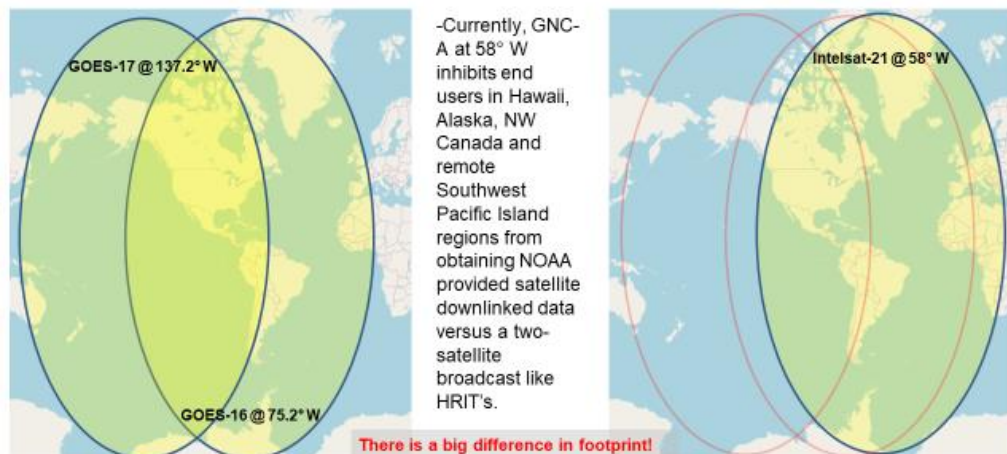 GOES-17 @ 137.2° W
GOES-16 @ 75.2° W
-Currently, GNC-
A at 58° W
inhibits end
users in Hawaii,
Alaska, NW
Canada and
remote
Southwest
Pacific Island
regions from
obtaining NOAA
provided satellite
downlinked data
versus a two-
satellite
broadcast like
HRIT's.
Intelsat-21 @ 58° W
There is a big difference in footprint!